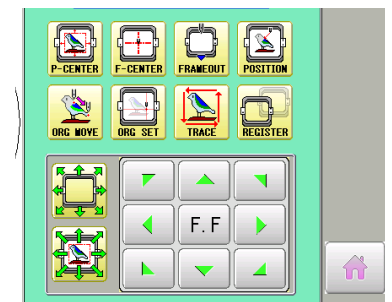 P-CENTER F-CENTER FRAMEOUT POSITION
ORG MOVE ORG SET TRACE REGISTER
F.F